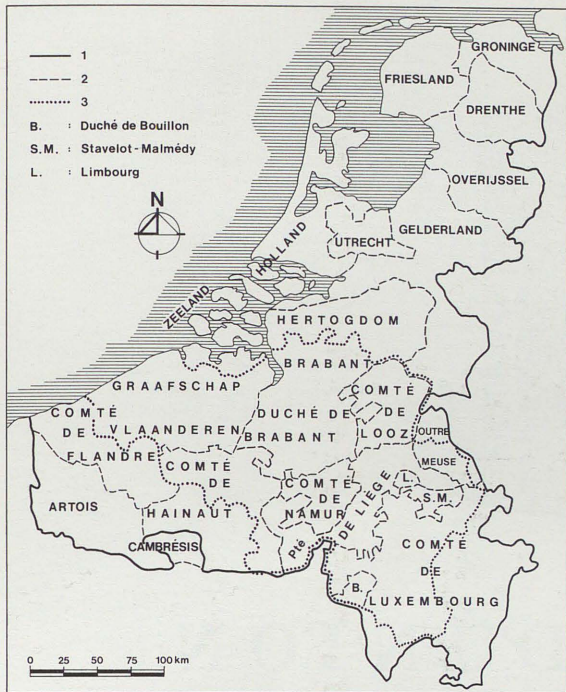 1
2
3
B. : Duché de Bouillon
S.M. : Stavelot-Malmédy
L. : Limbourg
N
GRONINGE
FRIESLAND
DRENTHE
OVERIJSSEL
GELDERLAND
UTRECHT
HOLLAND
ZEELAND
HERTOGDOM
BRABANT
GRAAFSCHAP
VLAANDEREN
COMTÉ
DE
FLANDRE
DUCHÉ DE
BRABANT
COMTÉ
DE
LOOZ
OUTRE
MEUSE
COMTÉ
DE
HAINAUT
COMTÉ
DE
NAMUR
ARTOIS
CAMBRÉSIS
Pté
DE LIÈGE
L.
S.M.
B.
COMTÉ
DE
LUXEMBOURG
0 25 50 75 100 km